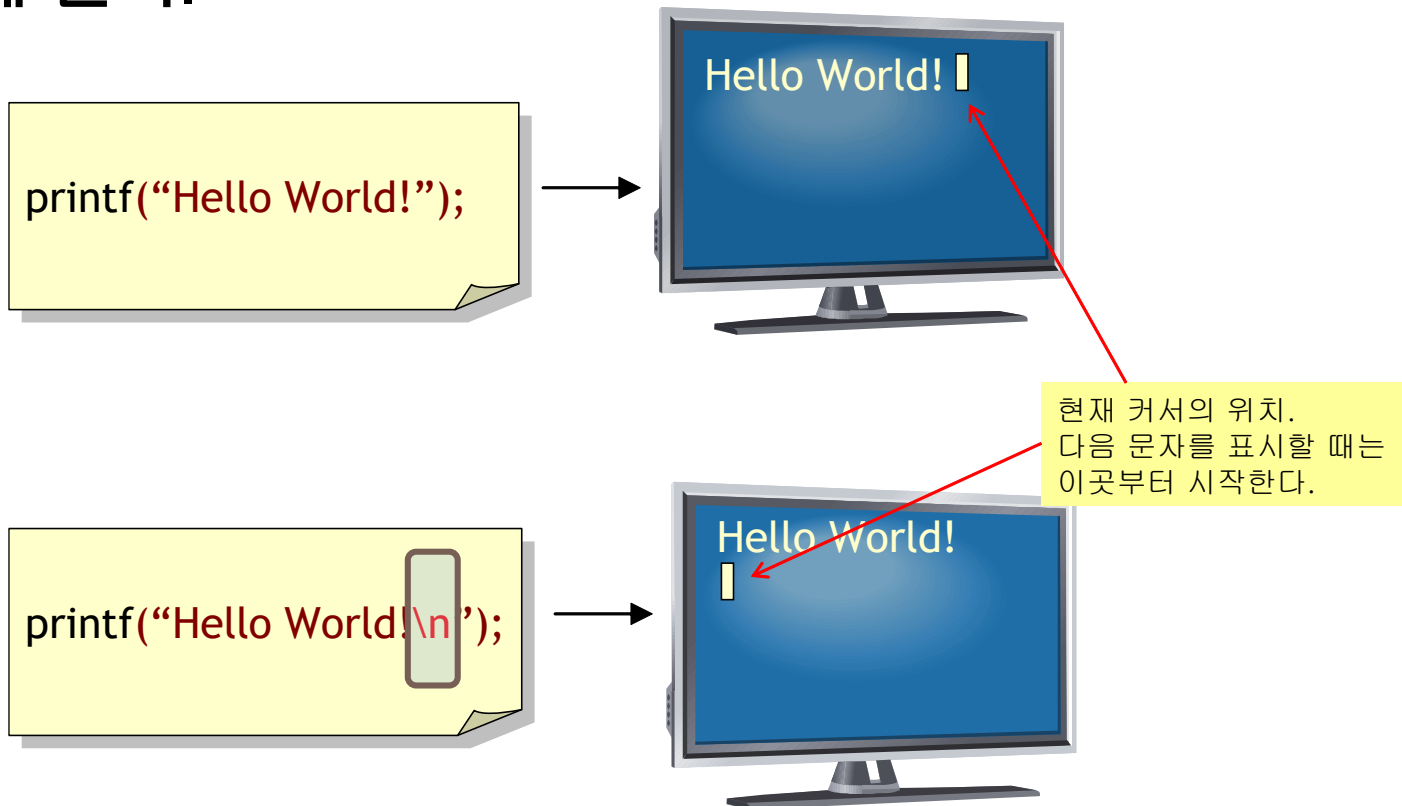 printf(“Hello World!”);
Hello World!
현재 커서의 위치.
다음 문자를 표시할 때는
이곳부터 시작한다.
printf(“Hello World!\n”);
Hello World!